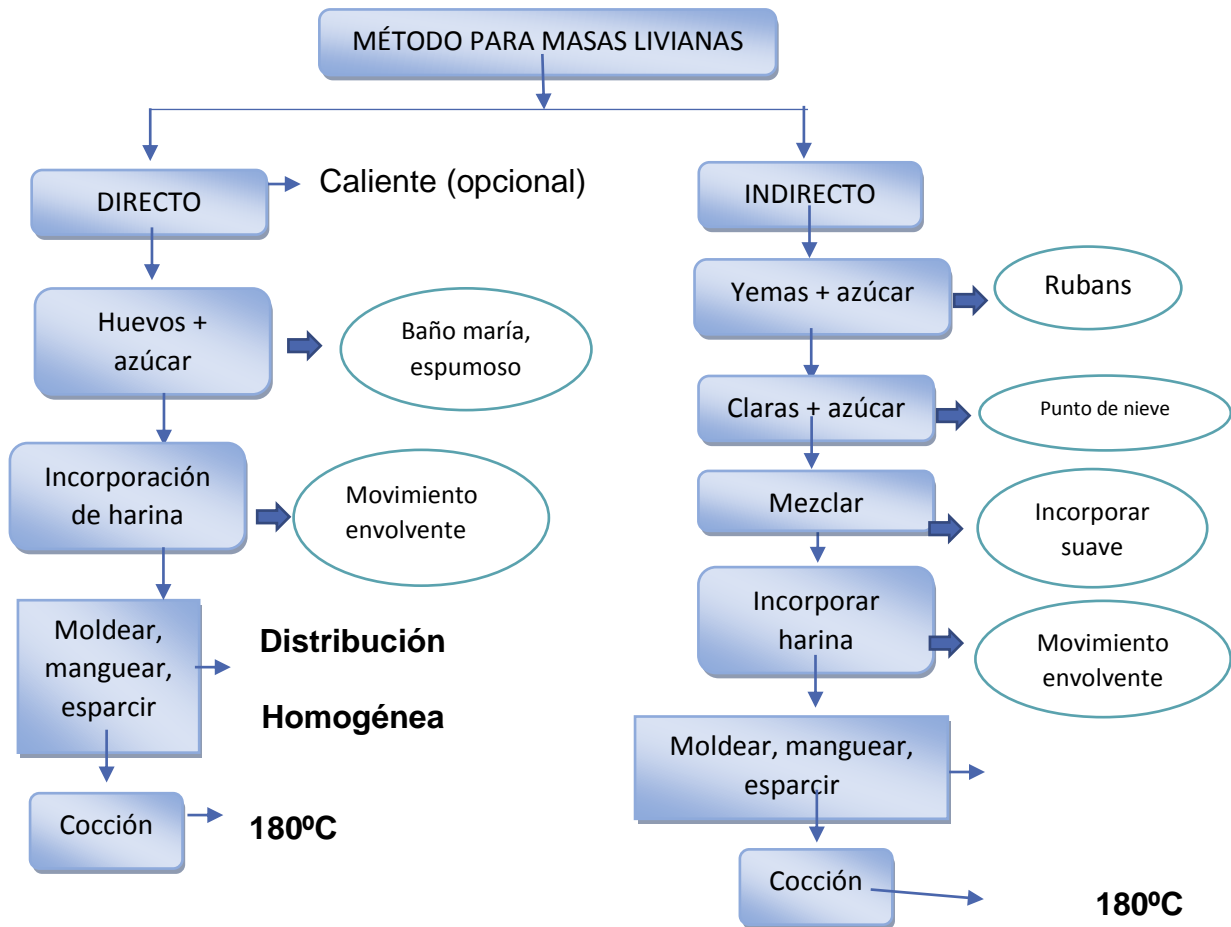 MÉTODO PARA MASAS LIVIANAS
DIRECTO
Caliente (opcional)
Huevos +
azúcar
Baño maría,
espumoso
Incorporación
de harina
Movimiento
envolvente
Moldear,
manguear,
esparcir
Distribución
Homogénea
Cocción
180ºC
INDIRECTO
Yemas + azúcar
Rubans
Claras + azúcar
Punto de nieve
Mezclar
Incorporar
suave
Incorporar
harina
Movimiento
envolvente
Moldear, manguear,
esparcir
Cocción
180ºC